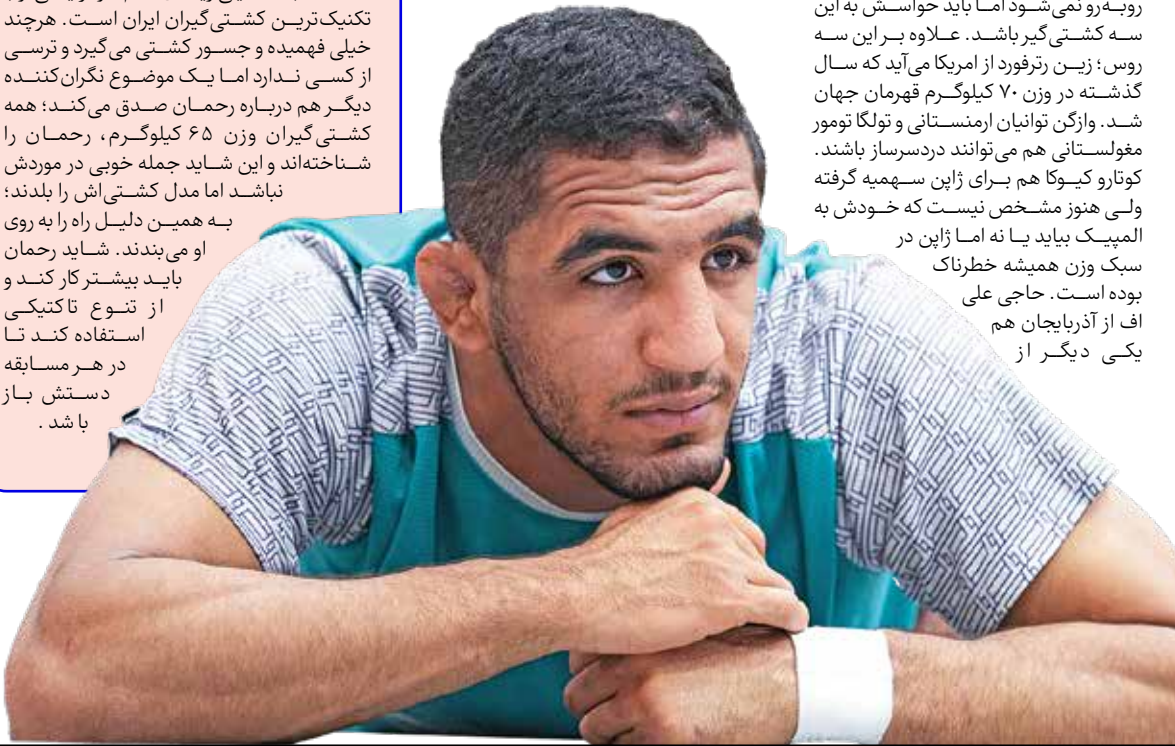 روبه‌رو نمی‌شود اما باید حواسش به این
سه کشتی‌گیر باشد. علاوه بر این سه
روس؛ زین رترفورد از امریکا می‌آید که سال
گذشته در وزن ۷۰ کیلوگرم قهرمان جهان
شد. وازگن توانیان ارمنستانی و تولگا تومور
مغولستانی هم می‌توانند دردسرساز باشند.
کوتارو کیوکا هم برای ژاپن سهمیه گرفته
ولی هنوز مشخص نیست که خودش به
المپیک بیاید یا نه اما ژاپن در
سبک وزن همیشه خطرناک
بوده است. حاجی علی
اف از آذربایجان هم
یکی دیگر از
تکنیک‌ترین کشتی‌گیران ایران است. هرچند
خیلی فهمیده و جسور کشتی می‌گیرد و ترسی
از کسی ندارد اما یک موضوع نگران‌کننده
دیگر هم درباره رحمان صدق می‌کند؛ همه
کشتی‌گیران وزن ۶۵ کیلوگرم، رحمان را
شناخته‌اند و این شاید جمله خوبی در موردش
نباشد اما مدل کشتی‌اش را بلدند؛
به همین دلیل راه را به روی
او می‌بندند. شاید رحمان
باید بیشتر کار کند و
از تنوع تاکتیکی
استفاده کند تا
در هر مسابقه
دستش باز
باشد.